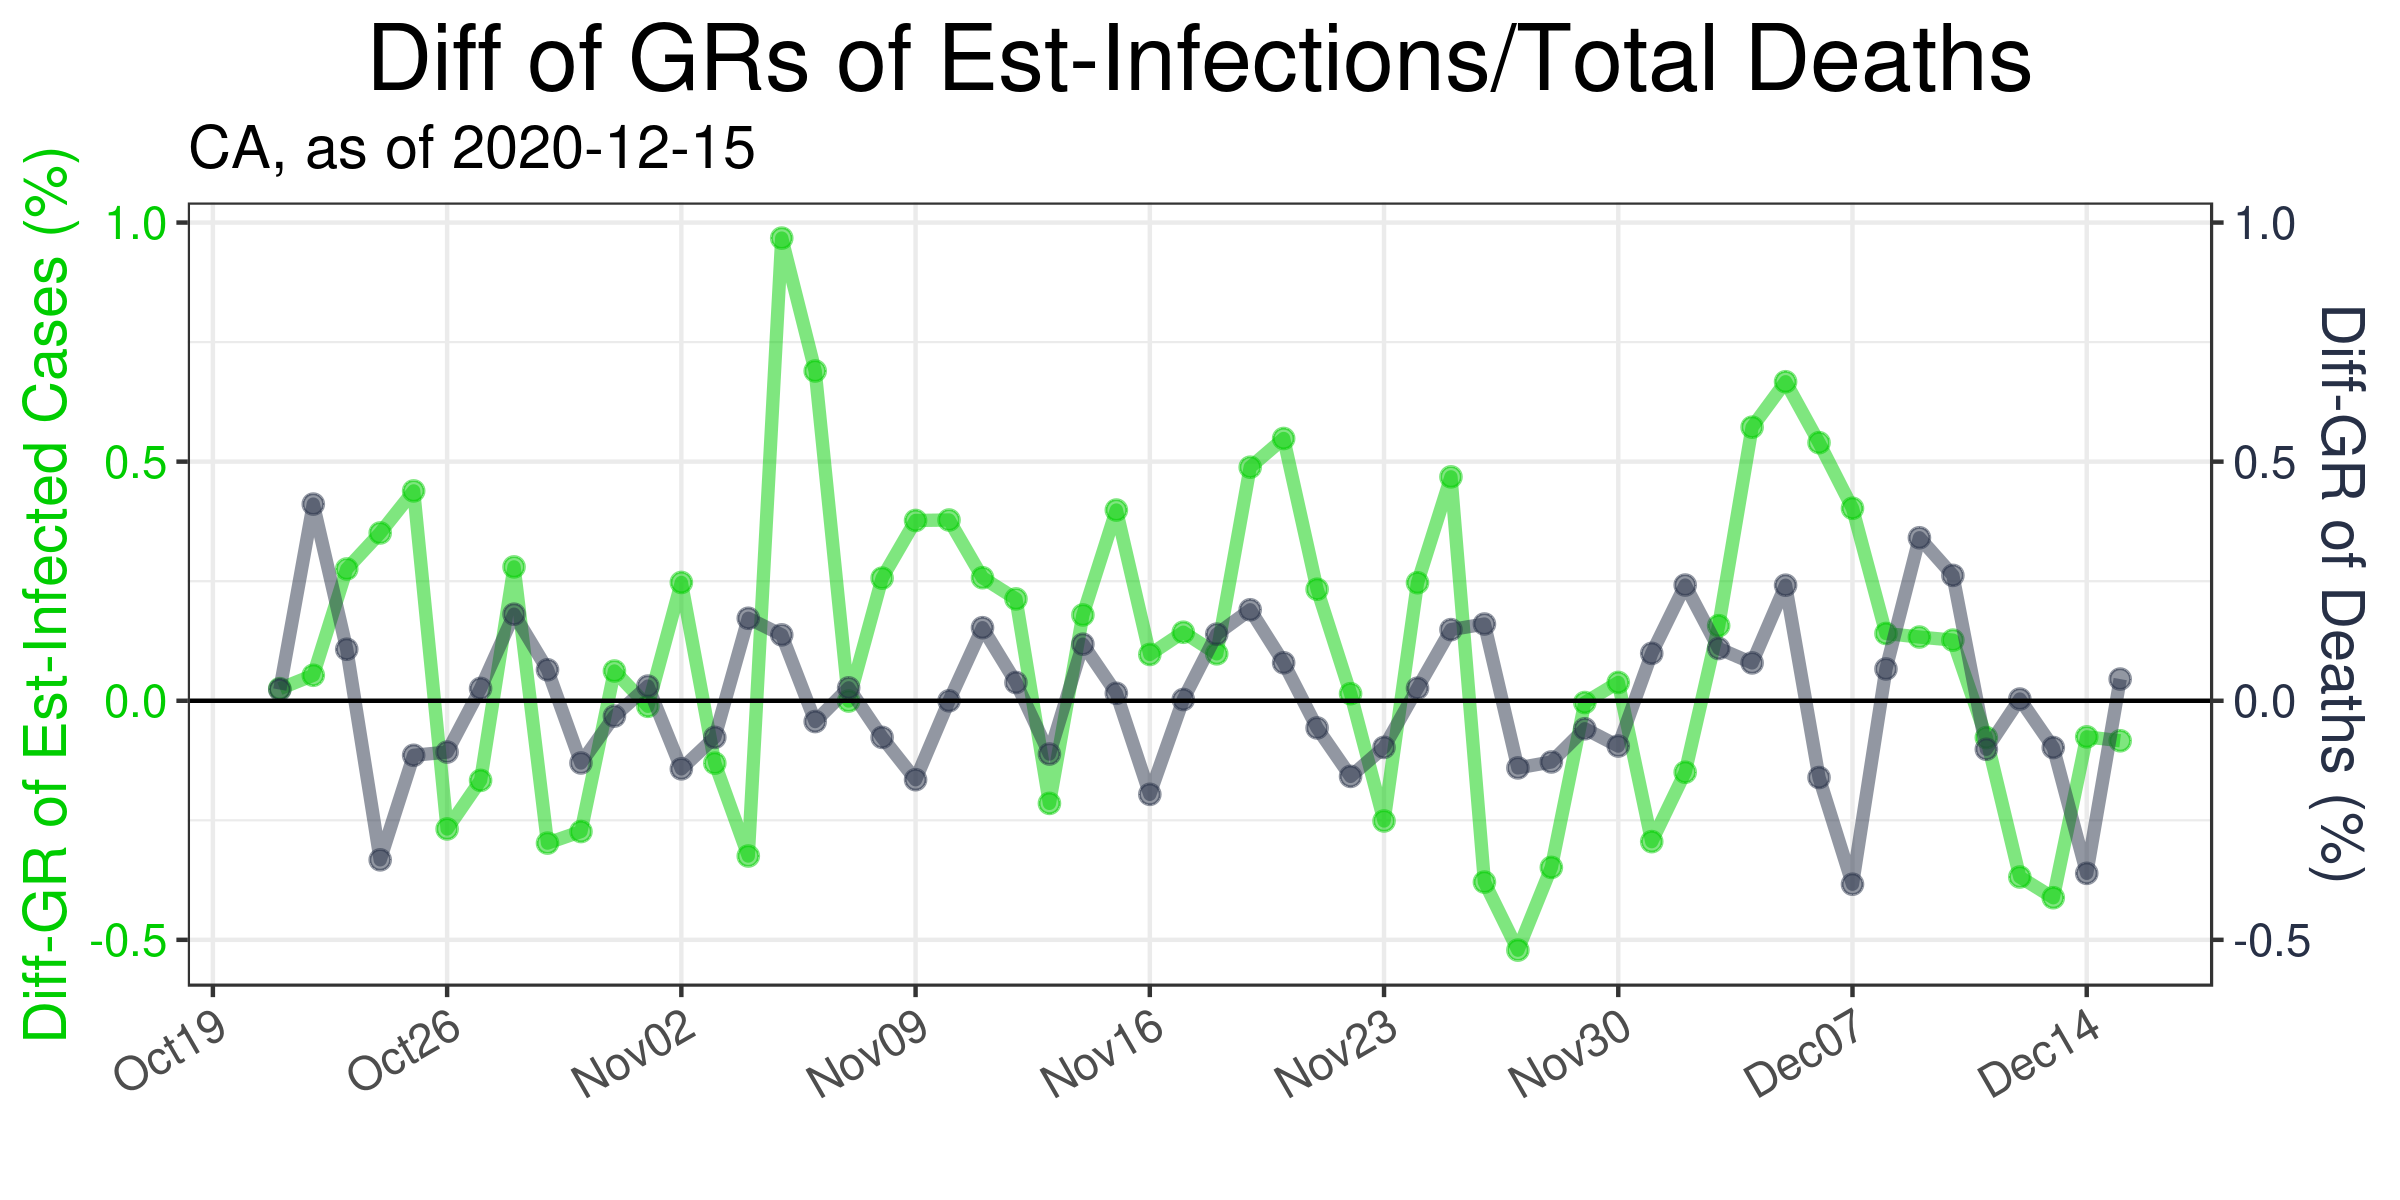 Diff of GRs of Est-Infections/Total Deaths
CA, as of 2020-12-15
Diff-GR of Est-Infected Cases (%)
1.0
0.5
0.0
-0.5
1.0
0.5
0.0
-0.5
Diff-GR of Deaths (%)
Oct19
Oct26
Nov02
Nov09
Nov16
Nov23
Nov30
Dec07
Dec14